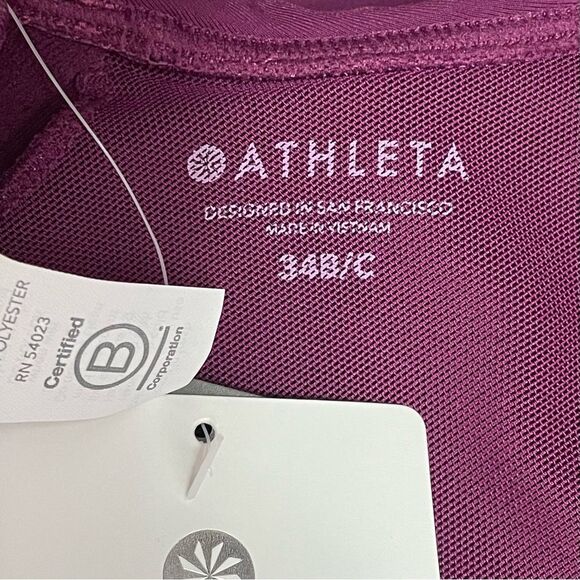 ATHLETA
DESIGNED IN SAN FRANCISCO
MADE IN VIETNAM
34B/C
POLYESTER
RN 54023
Certified
B
Corporation